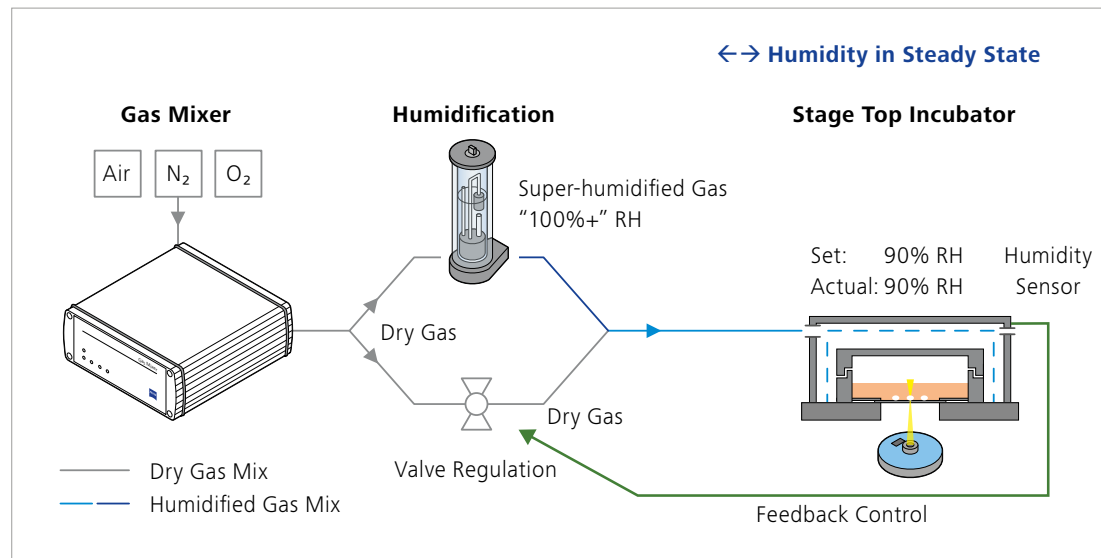 ←→ Humidity in Steady State
Gas Mixer
Humidification
Stage Top Incubator
Air
N₂
O₂
Super-humidified Gas
“100%+” RH
Set: 90% RH
Actual: 90% RH
Humidity
Sensor
Dry Gas
Dry Gas
Valve Regulation
Feedback Control
Dry Gas Mix
Humidified Gas Mix